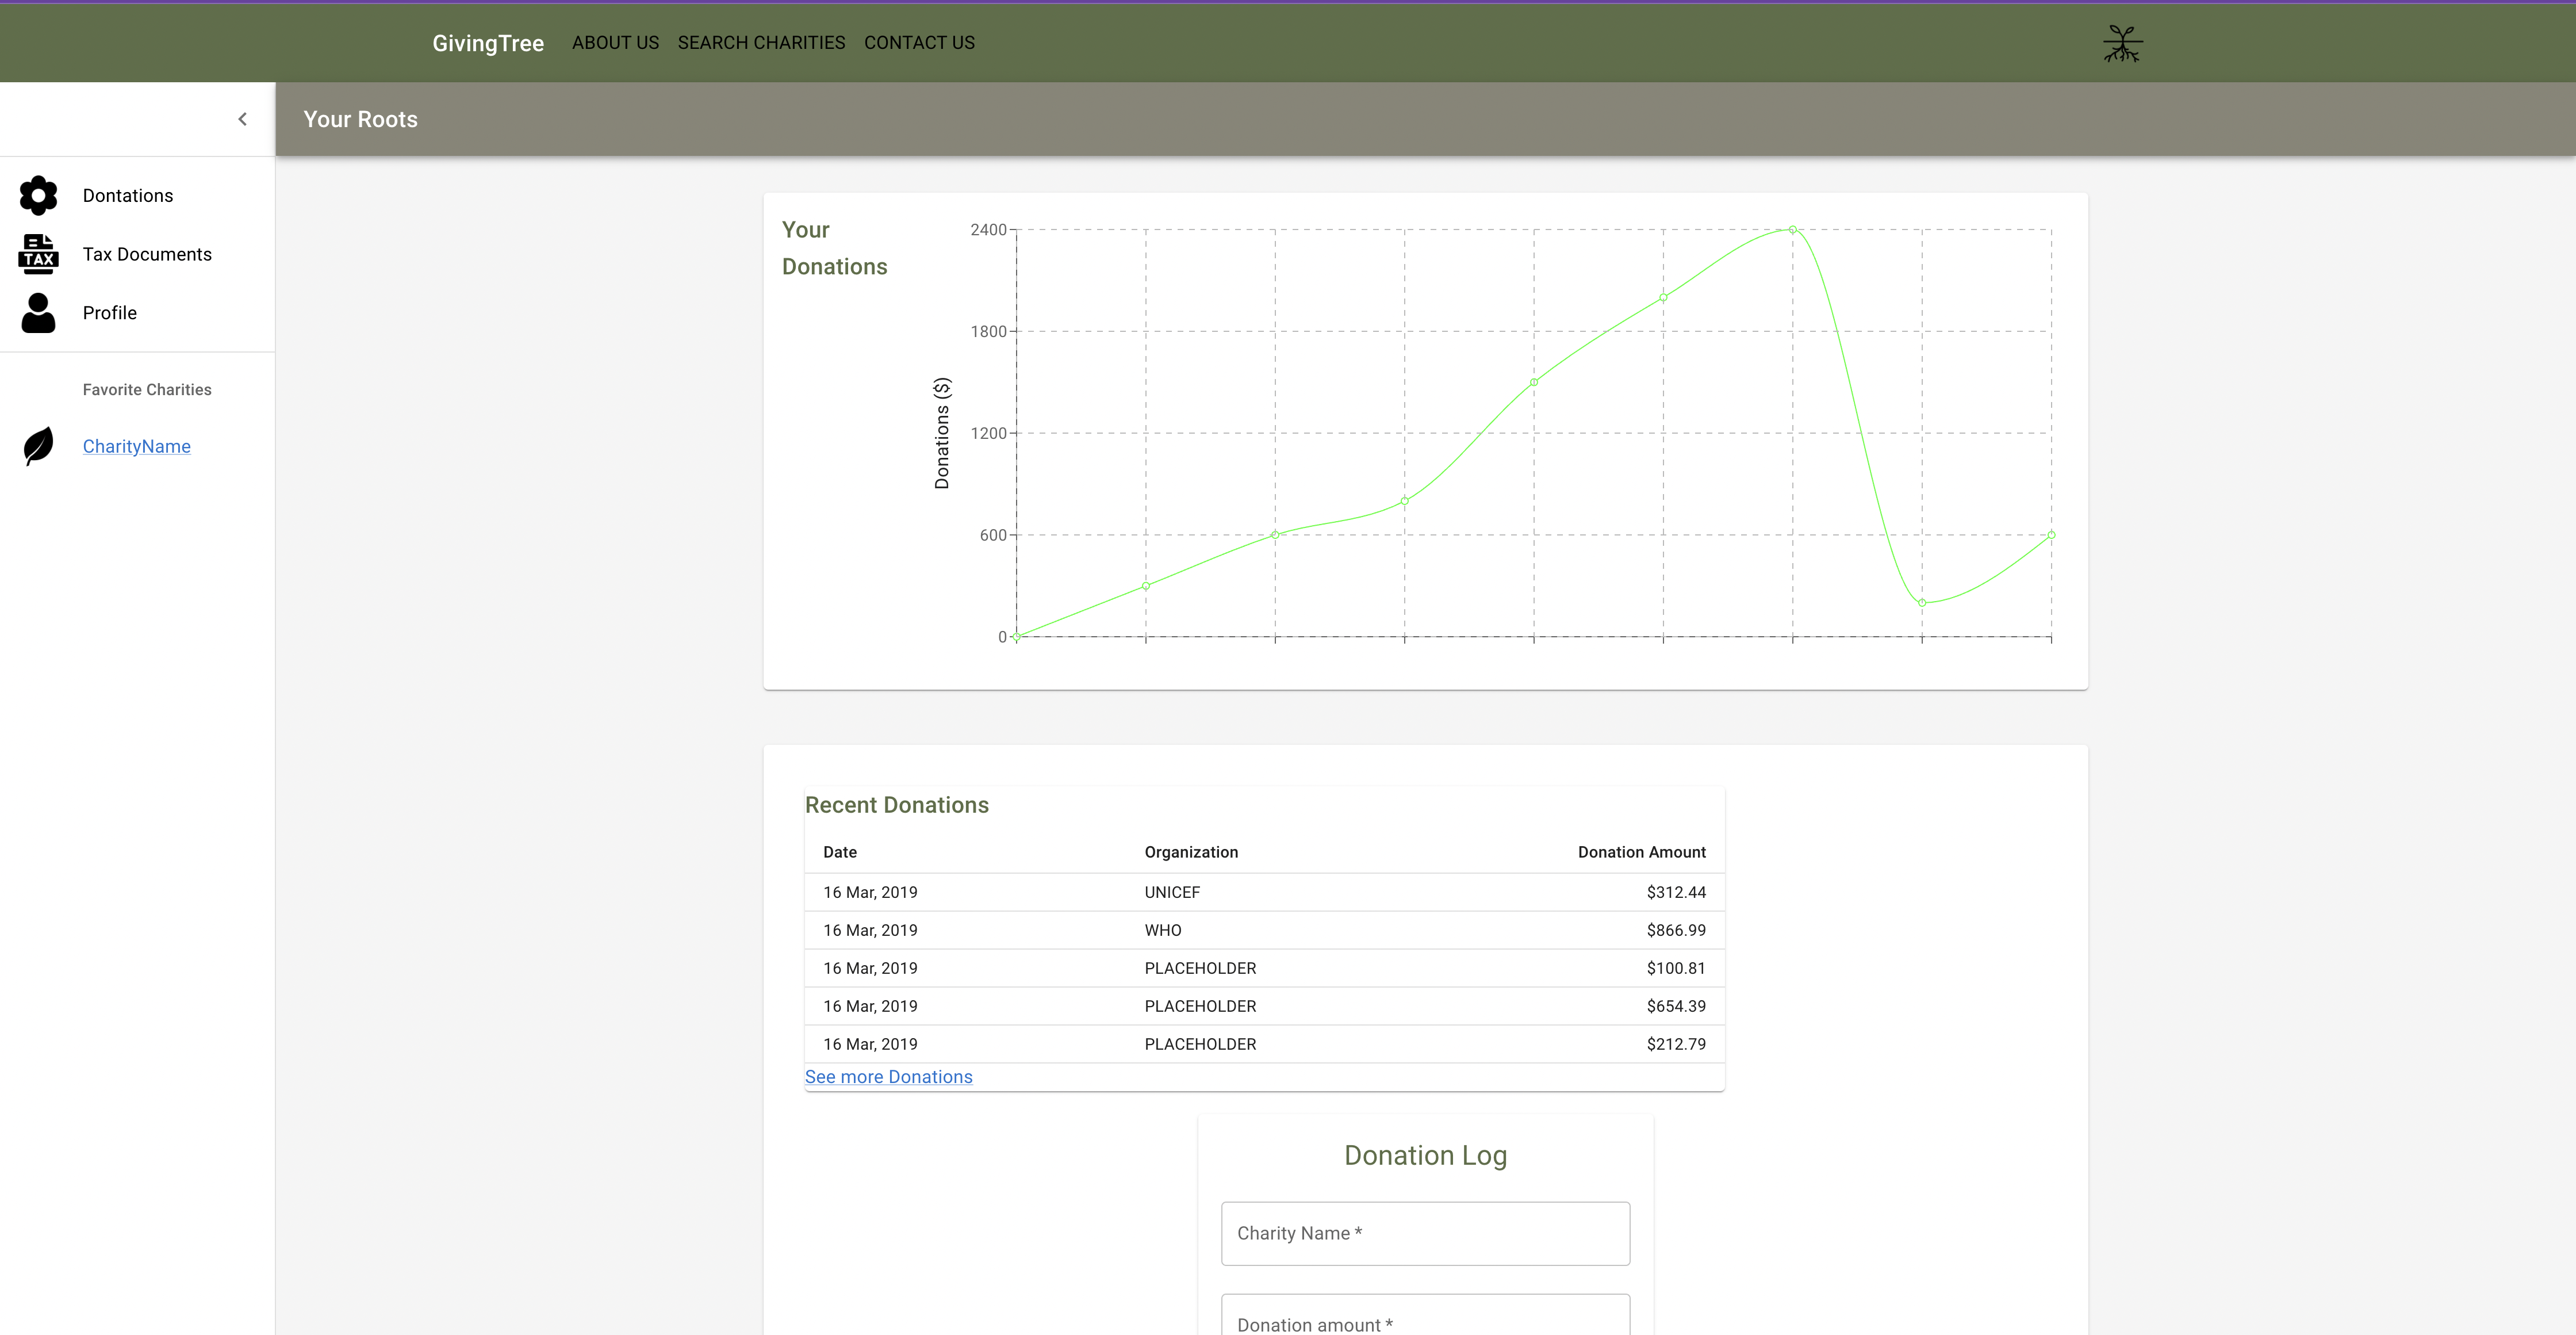 GivingTree ABOUT US SEARCH CHARITIES CONTACT US
Your Roots
Dontations
TAX
Tax Documents
Profile
Favorite Charities
CharityName
Your
Donations
Donations ($)
2400
1800
1200
600
0
Recent Donations
Date Organization Donation Amount
16 Mar, 2019 UNICEF $312.44
16 Mar, 2019 WHO $866.99
16 Mar, 2019 PLACEHOLDER $100.81
16 Mar, 2019 PLACEHOLDER $654.39
16 Mar, 2019 PLACEHOLDER $212.79
See more Donations
Donation Log
Charity Name *
Donation amount *